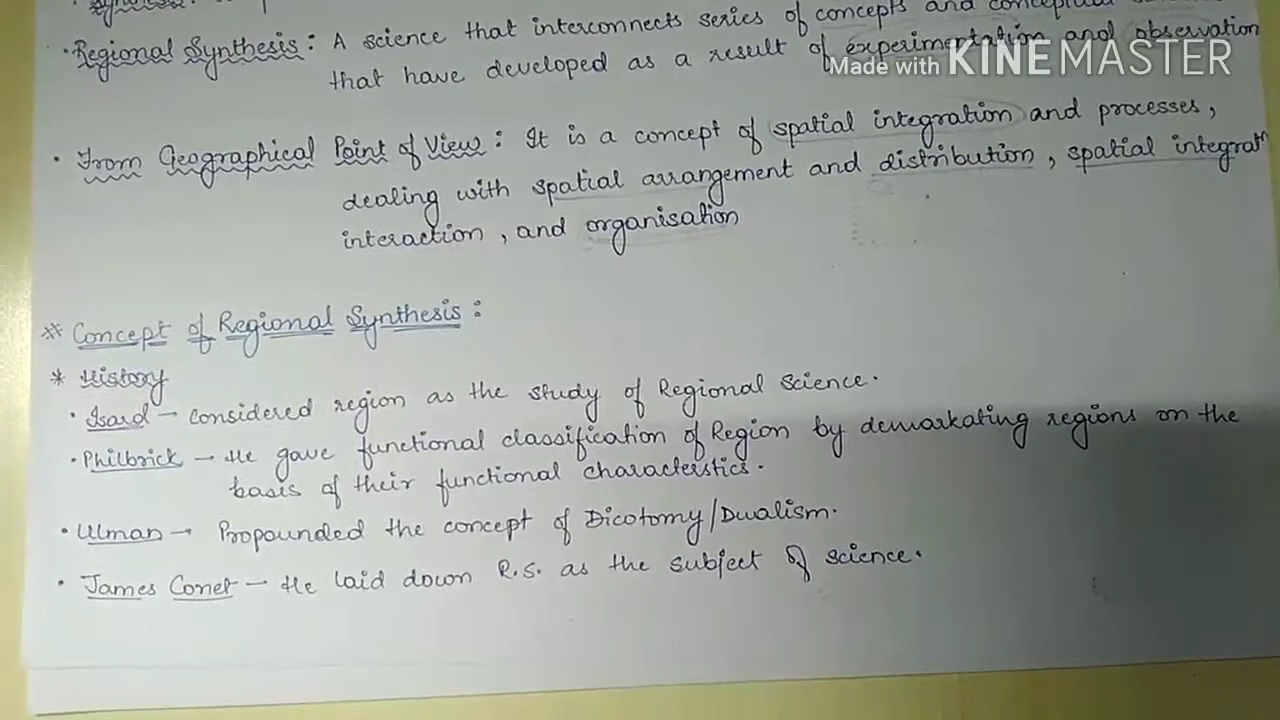 • Regional Synthesis : A science that interconnects series of concepts and
that have developed as a result of experimentation and observation
Made with KINEMASTER
• From Geographical Point of View : It is a concept of spatial integration and processes,
dealing with spatial arrangement and distribution, spatial integrat
interaction, and organisation
** Concept of Regional Synthesis :
* History
• Isard — considered region as the study of Regional Science.
• Philbrick — He gave functional classification of Region by demarkating regions on the
basis of their functional characteristics.
• Ulman — Propounded the concept of Dicotomy/Dualism.
• James Conet — He laid down R.S. as the subject of science.